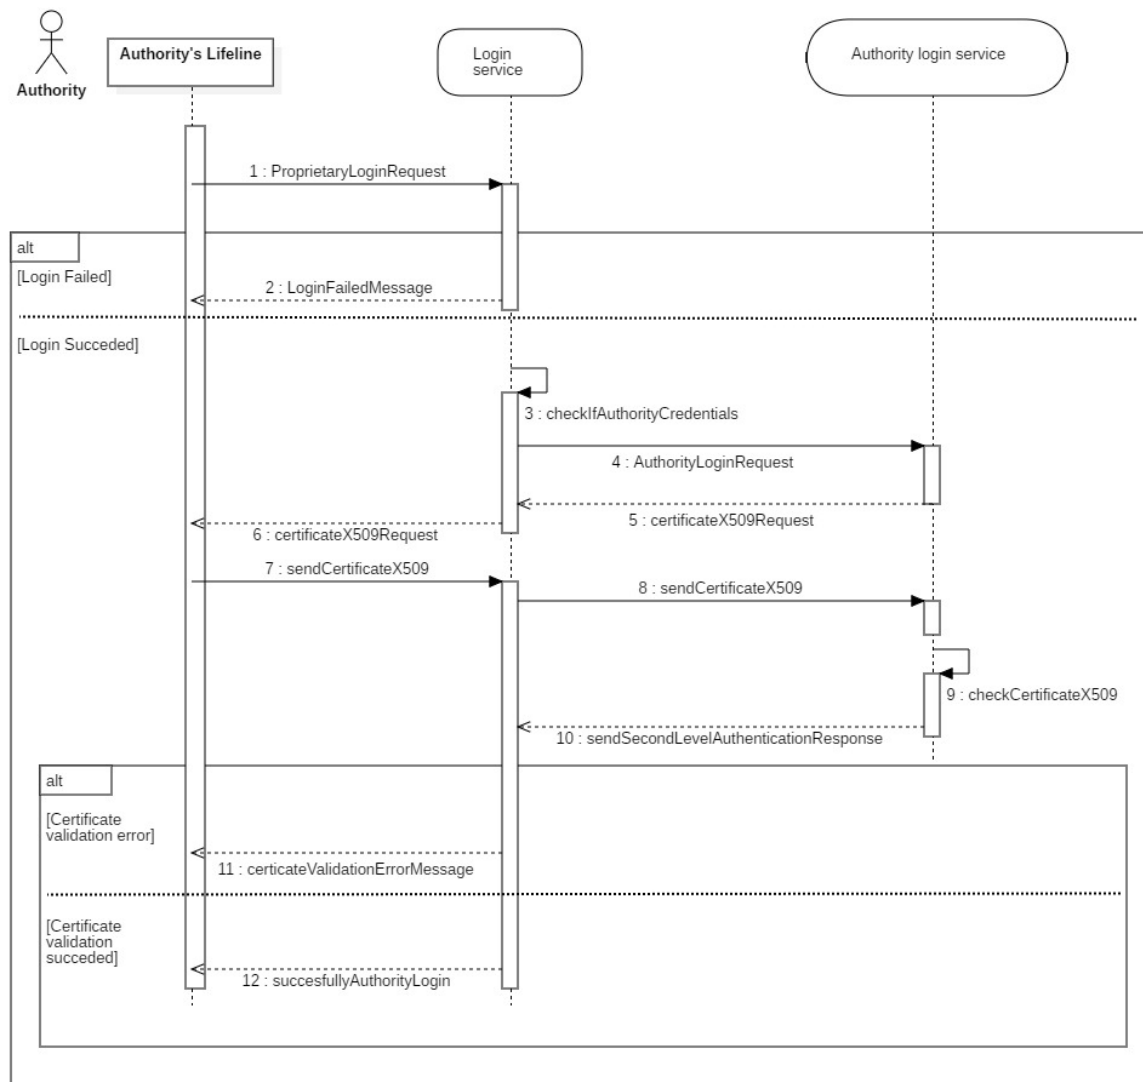 Authority
Authority's Lifeline
Login
service
Authority login service
1 : ProprietaryLoginRequest
alt
[Login Failed]
2 : LoginFailedMessage
[Login Succeded]
3 : checkIfAuthorityCredentials
4 : AuthorityLoginRequest
5 : certificateX509Request
6 : certificateX509Request
7 : sendCertificateX509
8 : sendCertificateX509
9 : checkCertificateX509
10 : sendSecondLevelAuthenticationResponse
alt
[Certificate
validation error]
11 : certicateValidationErrorMessage
[Certificate
validation
succeded]
12 : succesfullyAuthorityLogin